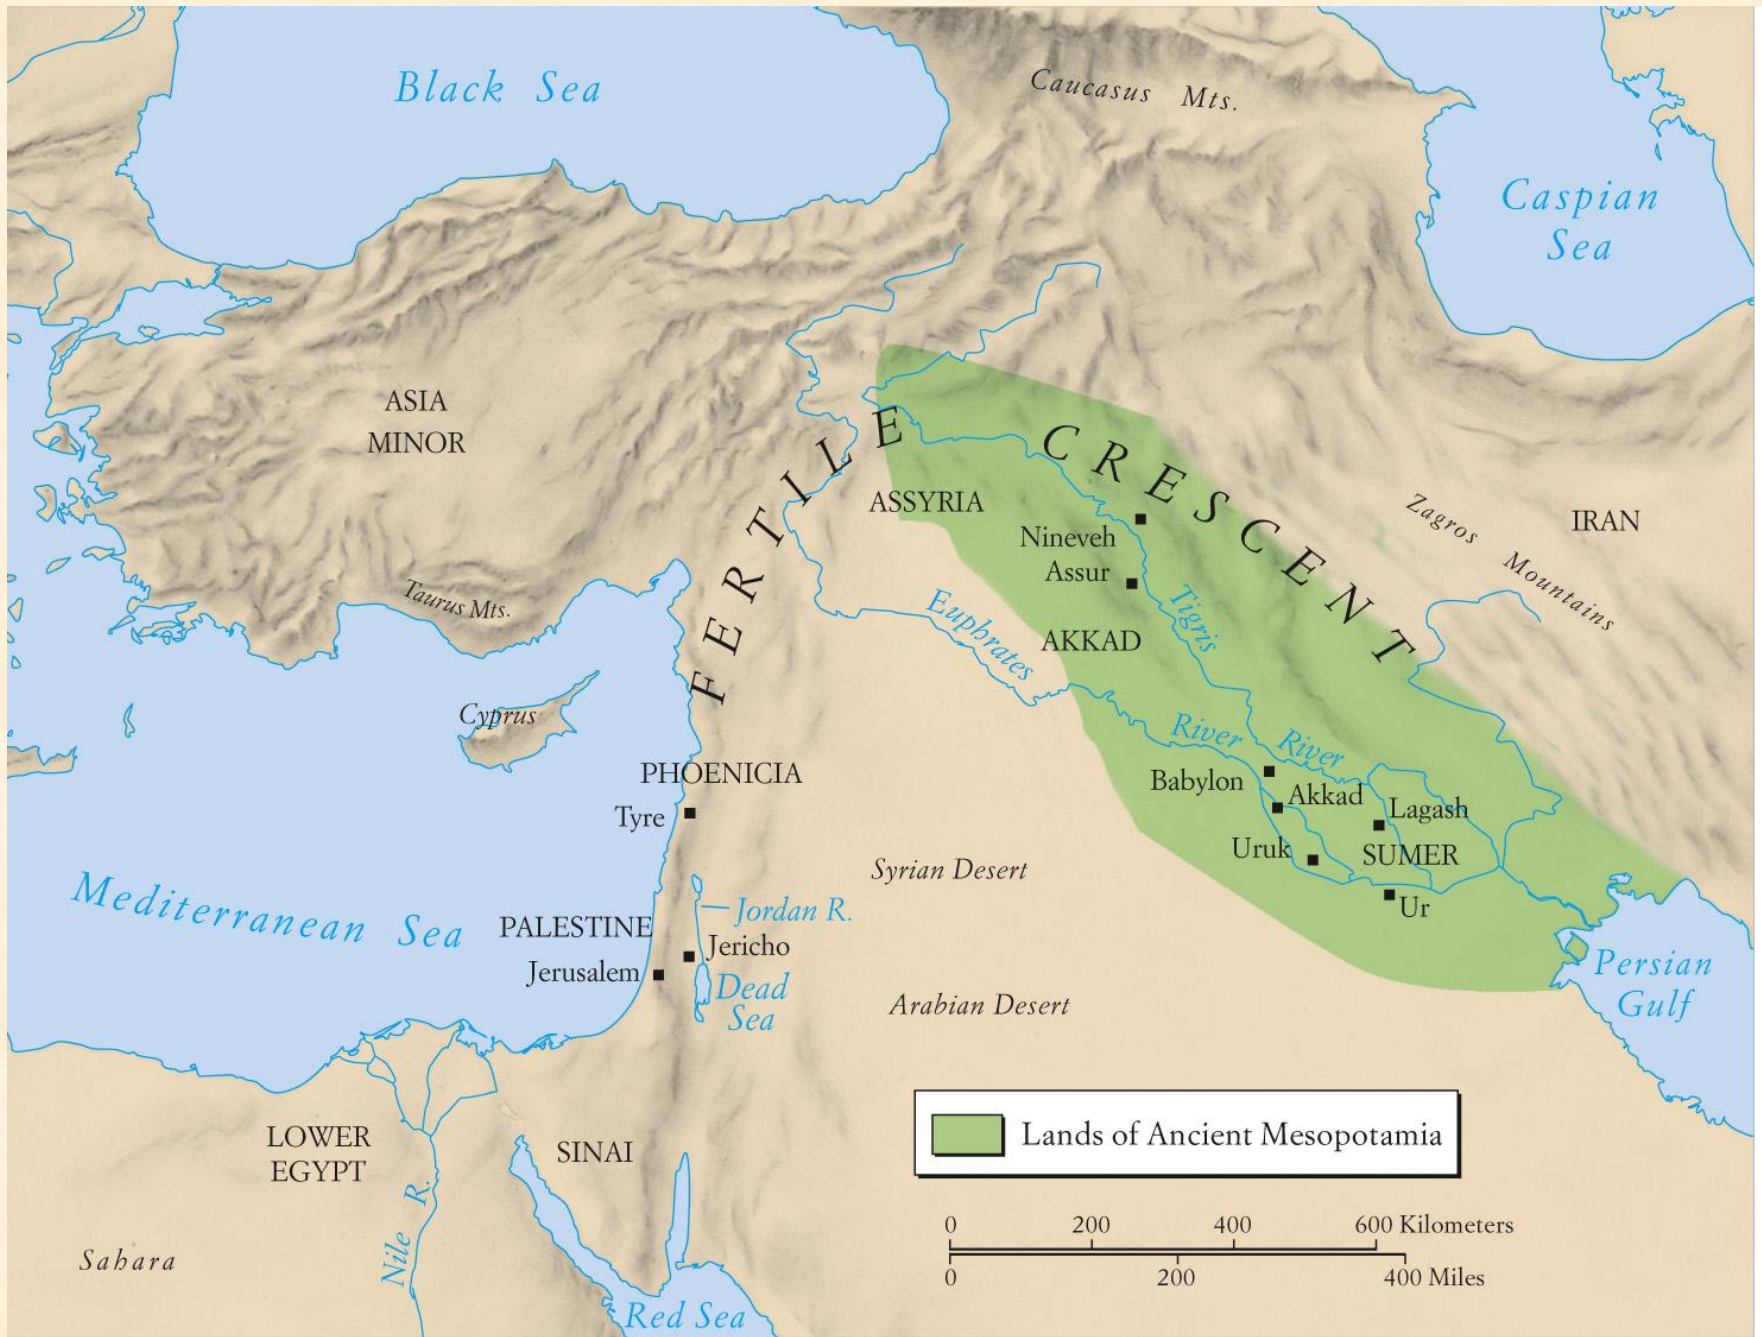 Black Sea
Caucasus Mts.
Caspian
Sea
ASIA
MINOR
FERTILE CRESCENT
ASSYRIA
Nineveh
Assur
Zagros Mountains
IRAN
Taurus Mts.
Euphrates River
Tigris River
AKKAD
Cyprus
PHOENICIA
Tyre
Babylon
Akkad
Lagash
Uruk
SUMER
Ur
Syrian Desert
Mediterranean Sea
PALESTINE
Jordan R.
Jericho
Jerusalem
Dead
Sea
Arabian Desert
Persian
Gulf
LOWER
EGYPT
SINAI
Nile R.
Sahara
Red Sea
Lands of Ancient Mesopotamia
0 200 400 600 Kilometers
0 200 400 Miles